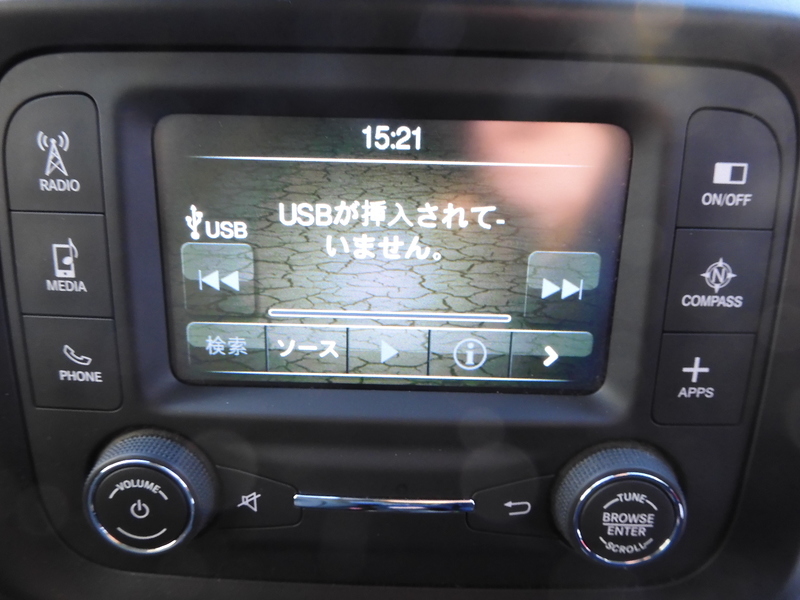 15:21
RADIO
MEDIA
PHONE
USB
USBが挿入されて-
いません。
検索
ソース
ON/OFF
COMPASS
APPS
VOLUME
TUNE
BROWSE
ENTER
SCROLL